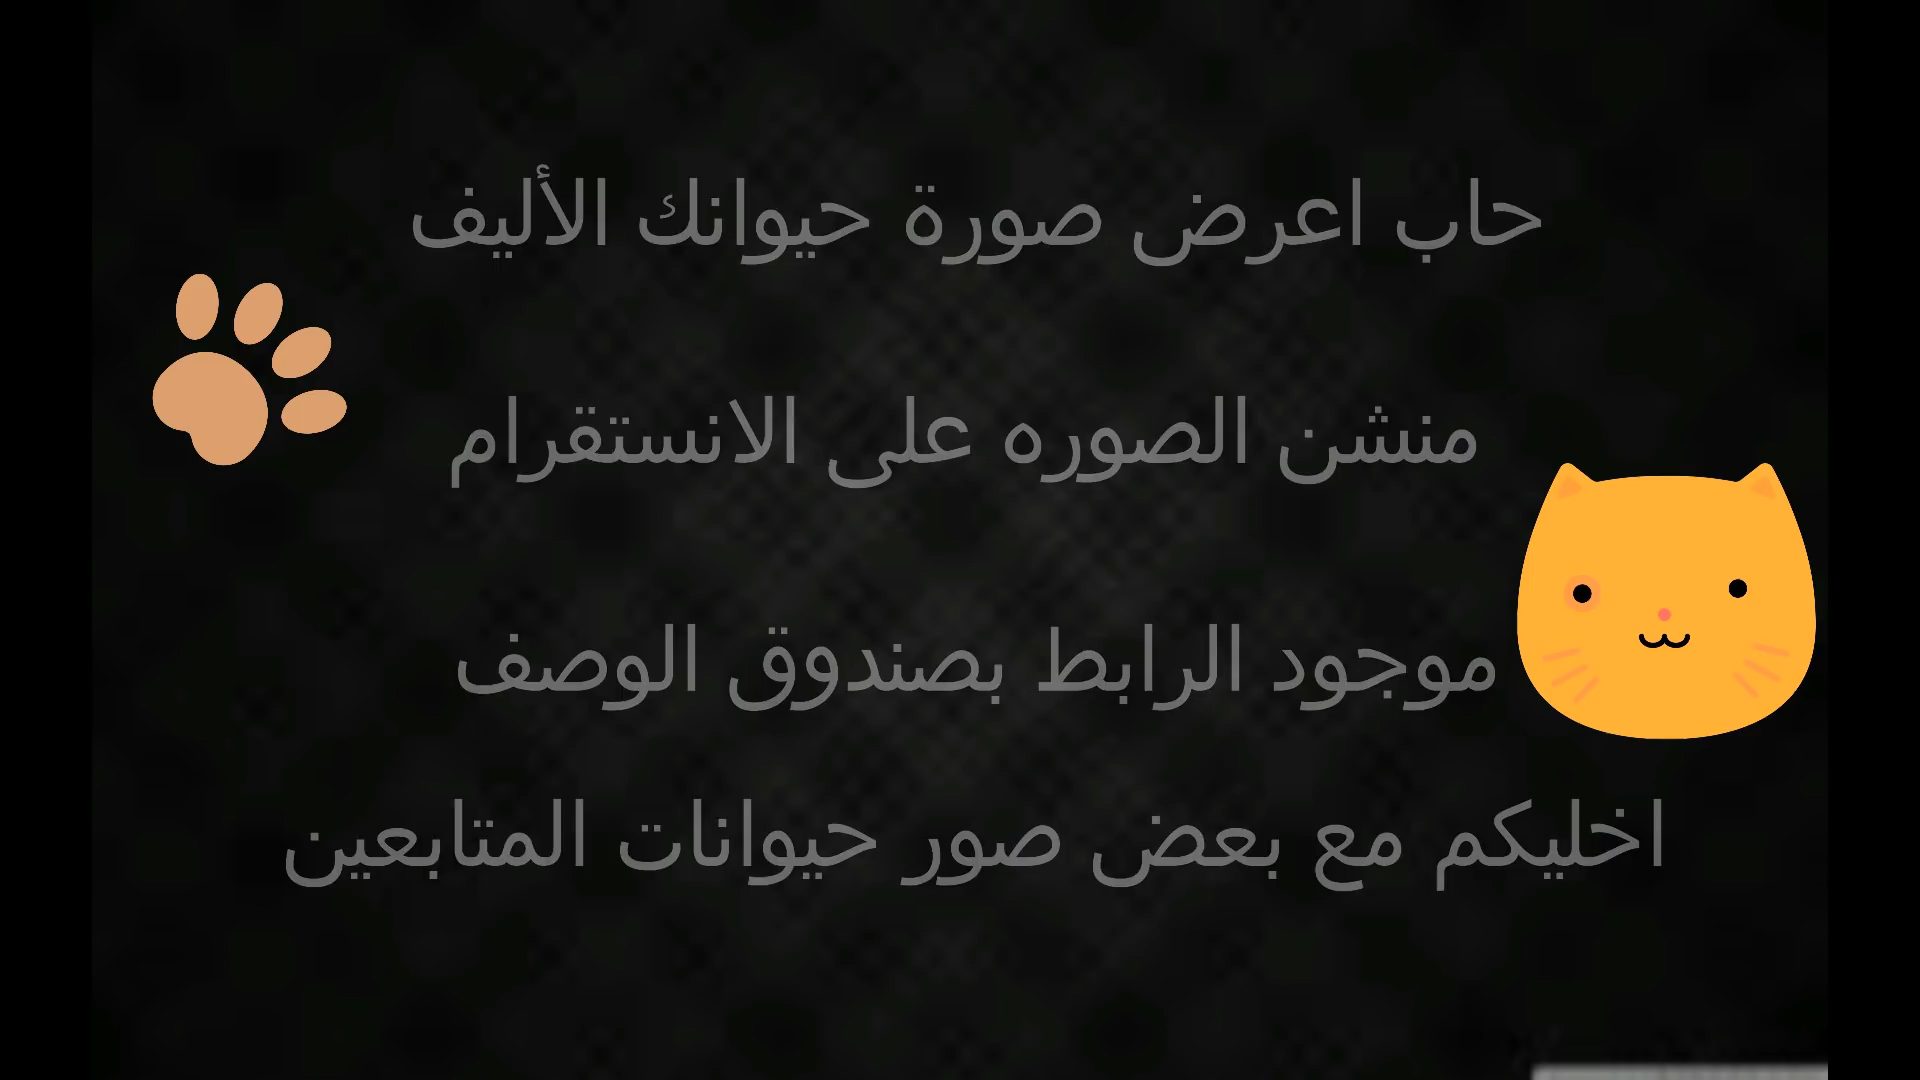 حاب اعرض صورة حيوانك الأليف
منشن الصوره على الانستقرام
موجود الرابط بصندوق الوصف
اخليكم مع بعض صور حيوانات المتابعين